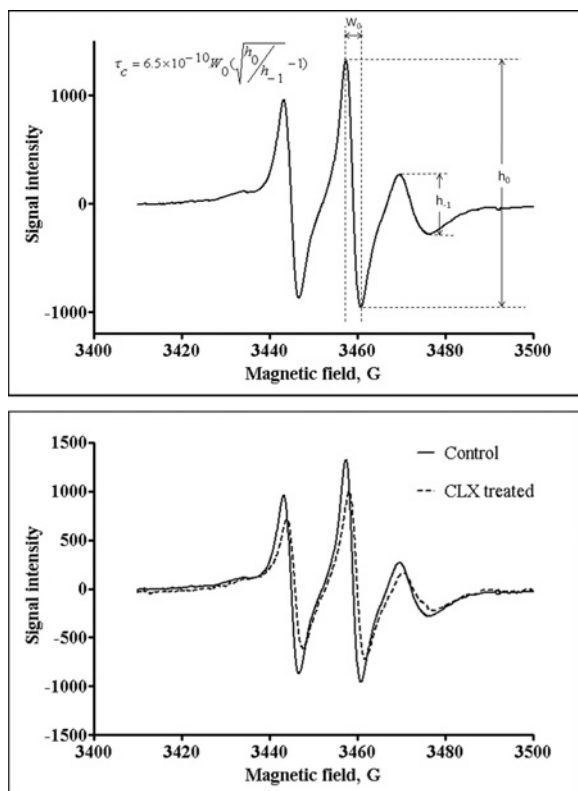 W₀
τc = 6.5×10⁻¹⁰W₀(√h₀/h₋₁ -1)
1000
0
-1000
h₋₁
h₀
Signal intensity
3400 3420 3440 3460 3480 3500
Magnetic field, G
1500
1000
500
0
-500
-1000
-1500
Control
CLX treated
Signal intensity
3400 3420 3440 3460 3480 3500
Magnetic field, G